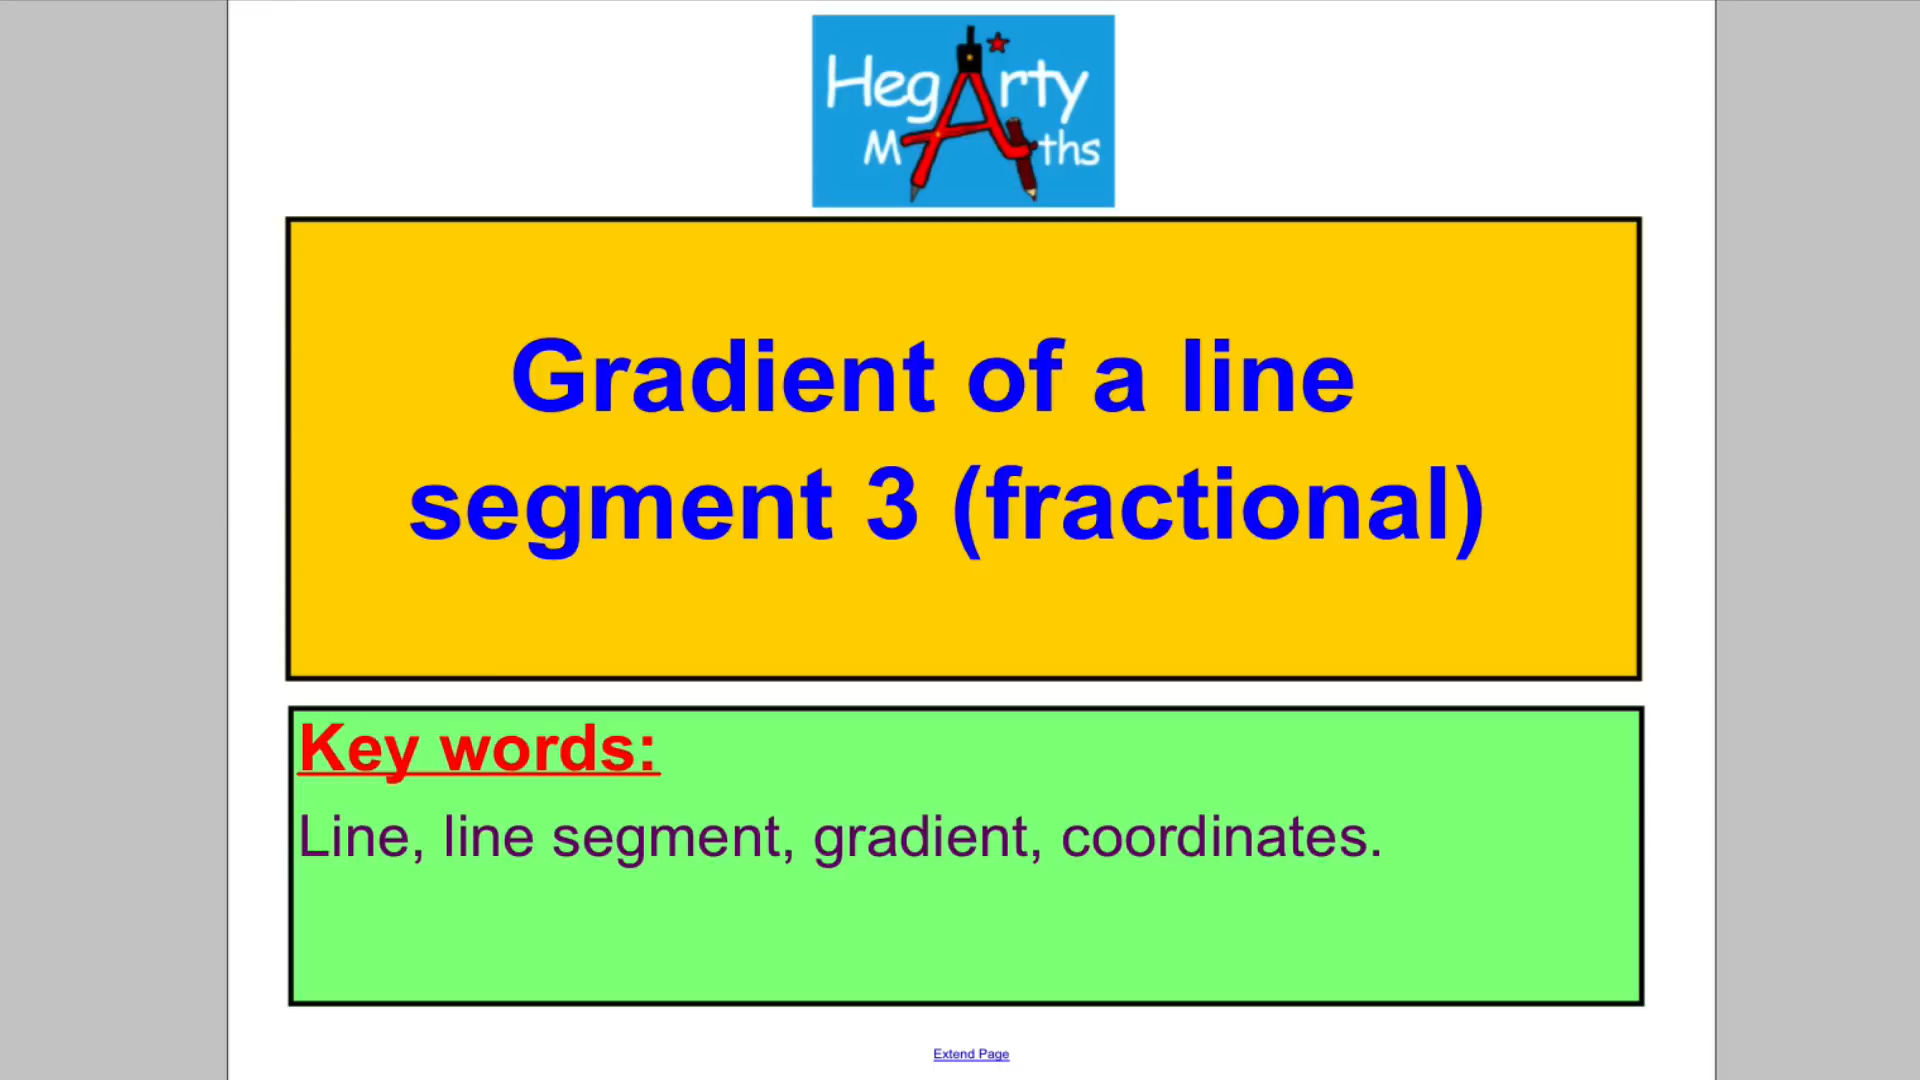 Hegarty
Maths
Gradient of a line
segment 3 (fractional)
Key words:
Line, line segment, gradient, coordinates.
Extend Page